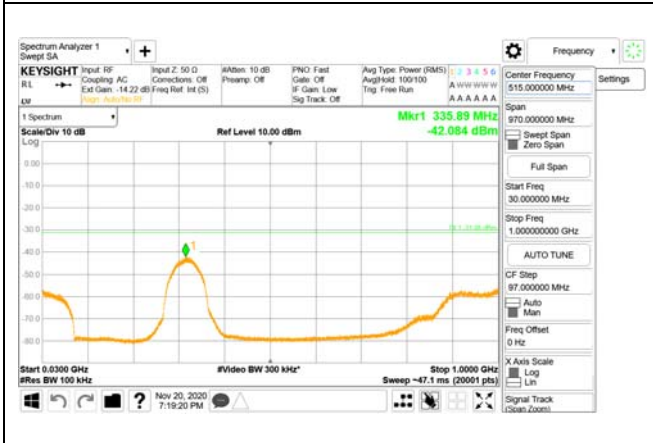 Spectrum Analyzer 1
Swept SA
+
Frequency
KEYSIGHT
Input: RF
Coupling: AC
Ext Gain: -14.22 dB
Align: Auto/No RF
Input Z: 50 Ω
Corrections: Off
Freq Ref: Int (S)
#Atten: 10 dB
Preamp: Off
PNO: Fast
Gate: Off
IF Gain: Low
Sig Track: Off
Avg Type: Power (RMS)
Avg|Hold: 100/100
Trig: Free Run
1 2 3 4 5 6
A W W W W W
A A A A A A
RL
1 Spectrum
Scale/Div 10 dB
Ref Level 10.00 dBm
Mkr1 335.89 MHz
-42.084 dBm
Log
0.00
-10.0
-20.0
-30.0
-40.0
-50.0
-60.0
-70.0
-80.0
1
Start 0.0300 GHz
#Res BW 100 kHz
#Video BW 300 kHz*
Stop 1.0000 GHz
Sweep ~47.1 ms (20001 pts)
Nov 20, 2020
7:19:20 PM
?
Center Frequency
515.000000 MHz
Settings
Span
970.000000 MHz
Swept Span
Zero Span
Full Span
Start Freq
30.000000 MHz
Stop Freq
1.000000000 GHz
AUTO TUNE
CF Step
97.000000 MHz
Auto
Man
Freq Offset
0 Hz
X Axis Scale
Log
Lin
Signal Track
(Span Zoom)